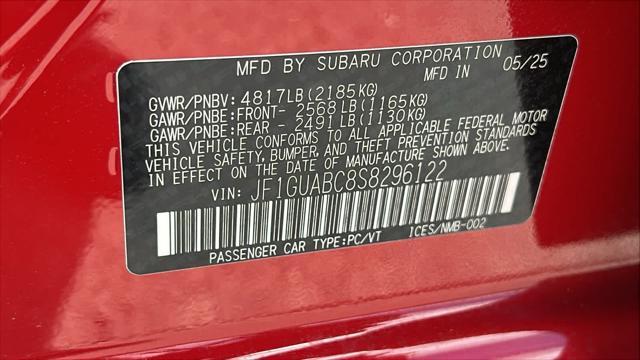 MFD BY SUBARU CORPORATION
MFD IN 05/25
GVWR/PNBV: 4817LB(2185KG)
GAWR/PNBE:FRONT- 2568LB(1165KG)
GAWR/PNBE:REAR - 2491LB(1130KG)
THIS VEHICLE CONFORMS TO ALL APPLICABLE FEDERAL MOTOR
VEHICLE SAFETY, BUMPER, AND THEFT PREVENTION STANDARDS
IN EFFECT ON THE DATE OF MANUFACTURE SHOWN ABOVE.
VIN: JF1GUABC8S8296122
PASSENGER CAR TYPE:PC/VT ICES/NMB-002